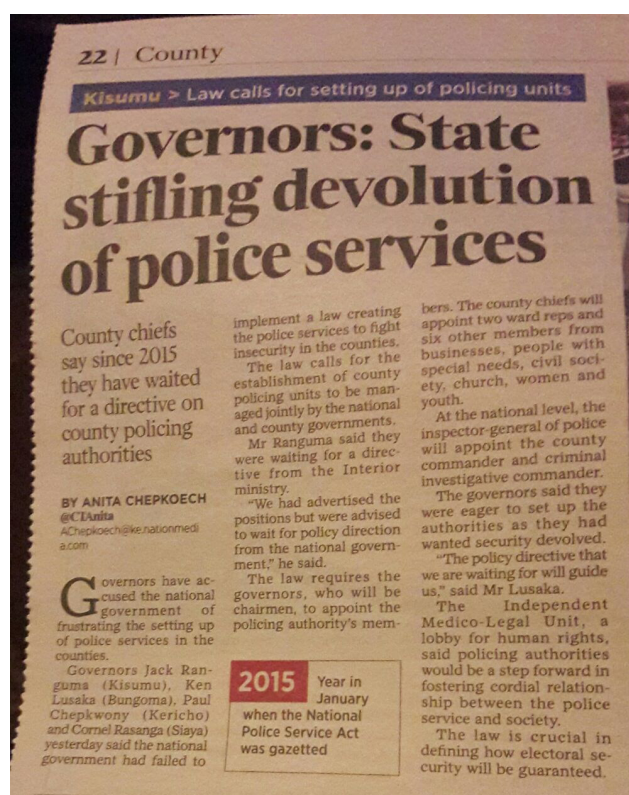 22 | County
Kisumu > Law calls for setting up of policing units
Governors: State
stifling devolution
of police services
County chiefs
say since 2015
they have waited
for a directive on
county policing
authorities
BY ANITA CHEPKOECH
@CTAnita
AChepkoech@ke.nationmedi
a.com
Governors have ac-
cused the national
government of
frustrating the setting up
of police services in the
counties.
Governors Jack Ran-
guma (Kisumu), Ken
Lusaka (Bungoma), Paul
Chepkwony (Kericho)
and Cornel Rasanga (Siaya)
yesterday said the national
government had failed to
implement a law creating
the police services to fight
insecurity in the counties.
The law calls for the
establishment of county
policing units to be man-
aged jointly by the national
and county governments.
Mr Ranguma said they
were waiting for a direc-
tive from the Interior
ministry.
"We had advertised the
positions but were advised
to wait for policy direction
from the national govern-
ment," he said.
The law requires the
governors, who will be
chairmen, to appoint the
policing authority's mem-
2015 Year in
January
when the National
Police Service Act
was gazetted
bers. The county chiefs will
appoint two ward reps and
six other members from
businesses, people with
special needs, civil soci-
ety, church, women and
youth.
At the national level, the
inspector-general of police
will appoint the county
commander and criminal
investigative commander.
The governors said they
were eager to set up the
authorities as they had
wanted security devolved.
"The policy directive that
we are waiting for will guide
us," said Mr Lusaka.
The Independent
Medico-Legal Unit, a
lobby for human rights,
said policing authorities
would be a step forward in
fostering cordial relation-
ship between the police
service and society.
The law is crucial in
defining how electoral se-
curity will be guaranteed.